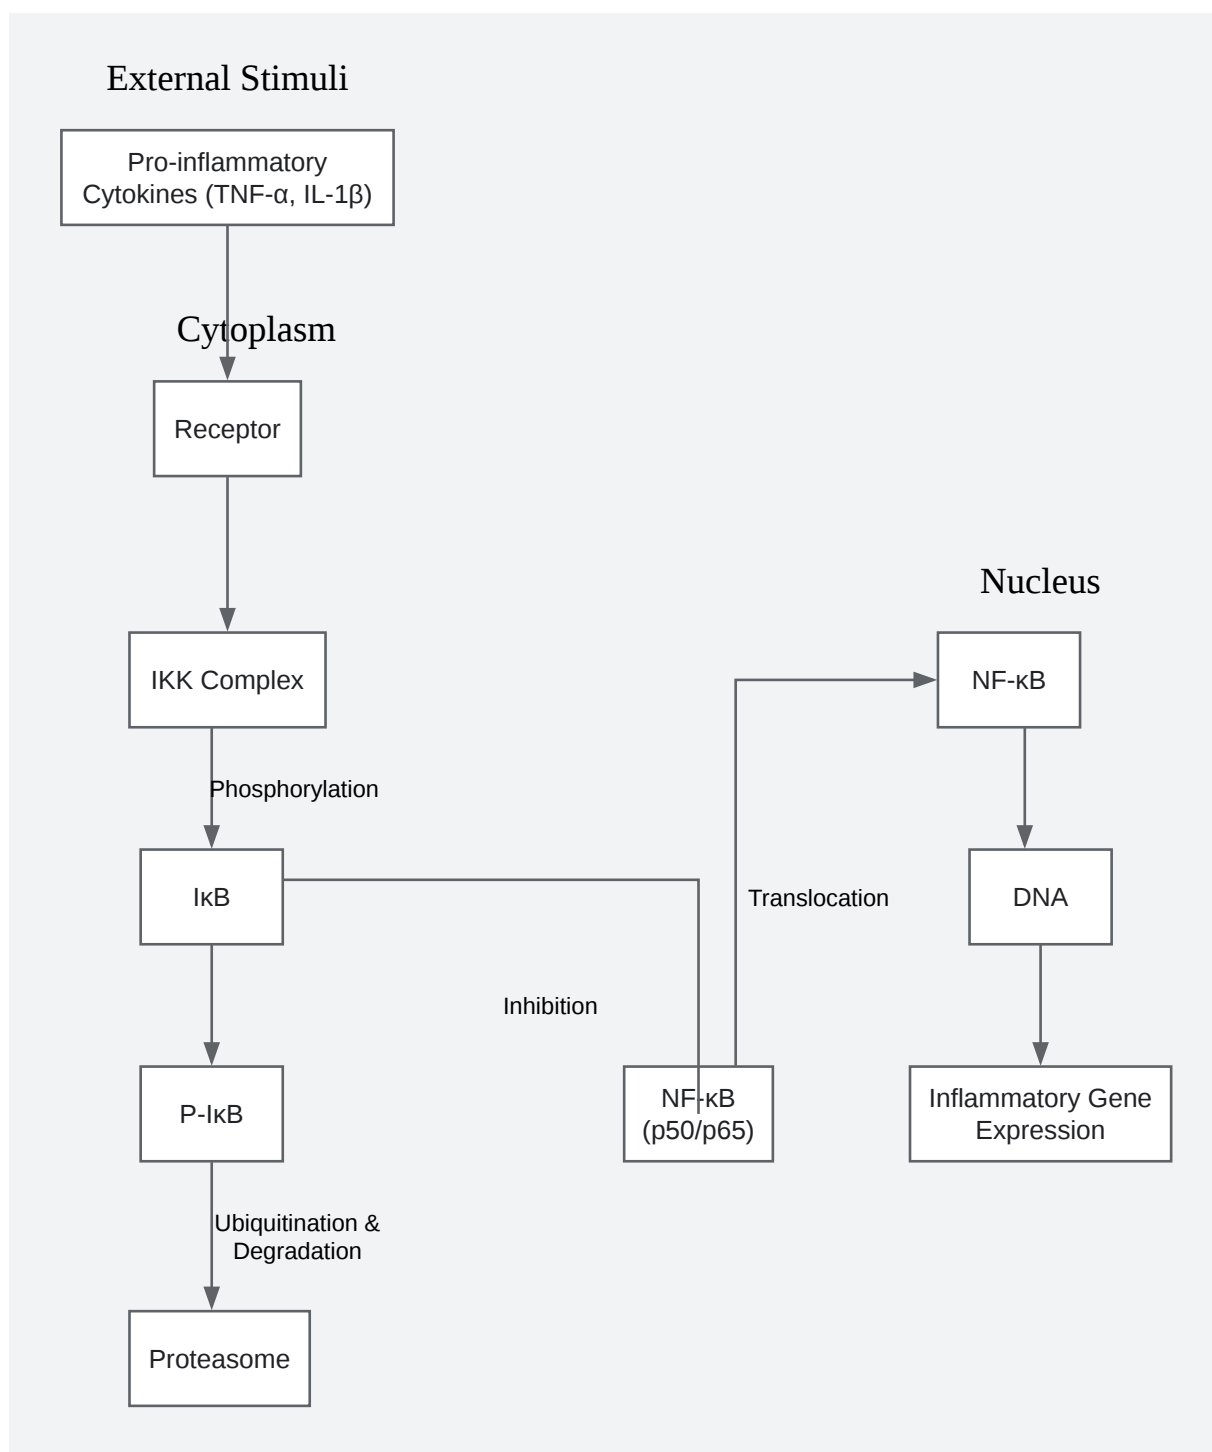 External Stimuli
Pro-inflammatory
Cytokines (TNF-α, IL-1β)
Cytoplasm
Receptor
Nucleus
IKK Complex
NF-κB
Phosphorylation
IκB
Translocation
DNA
Inhibition
P-IκB
NF-κB
(p50/p65)
Inflammatory Gene
Expression
Ubiquitination &
Degradation
Proteasome